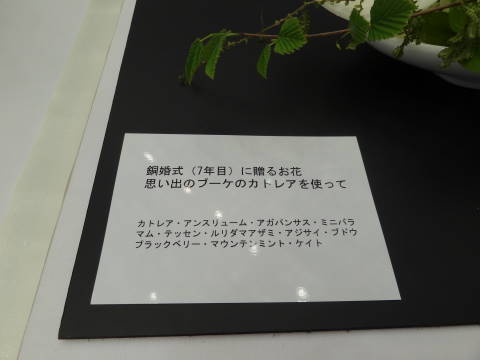 銅婚式（7年目）に贈るお花
思い出のブーケのカトレアを使って
カトレア・アンスリューム・アガパンサス・ミニバラ
マム・テッセン・ルリダマアザミ・アジサイ・ブドウ
ブラックベリー・マウンテンミント・ケイト